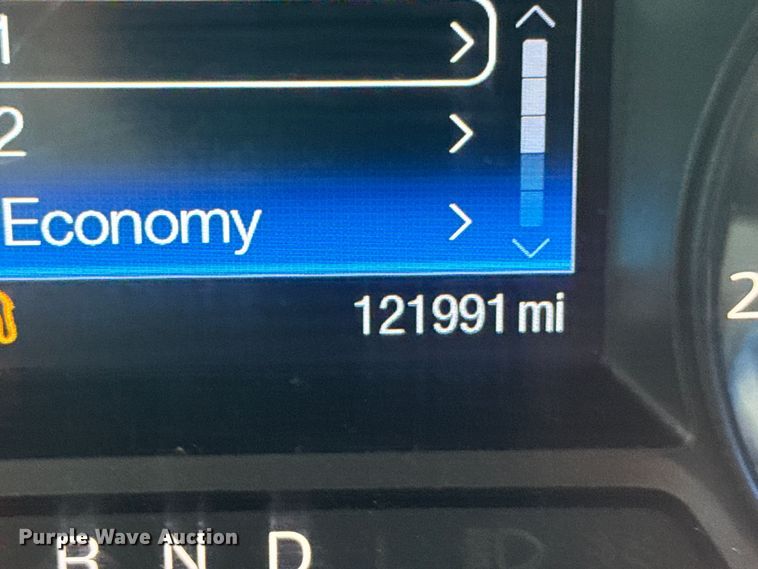 1
2
Economy
121991 mi
2
R N D
Purple Wave Auction